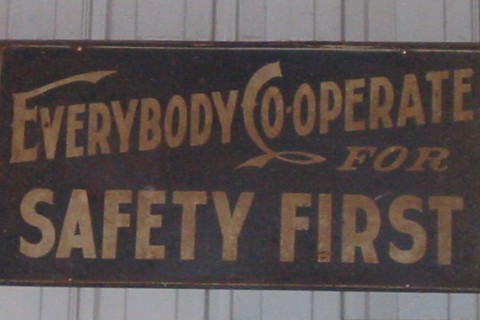 EVERYBODY CO-OPERATE
FOR
SAFETY FIRST